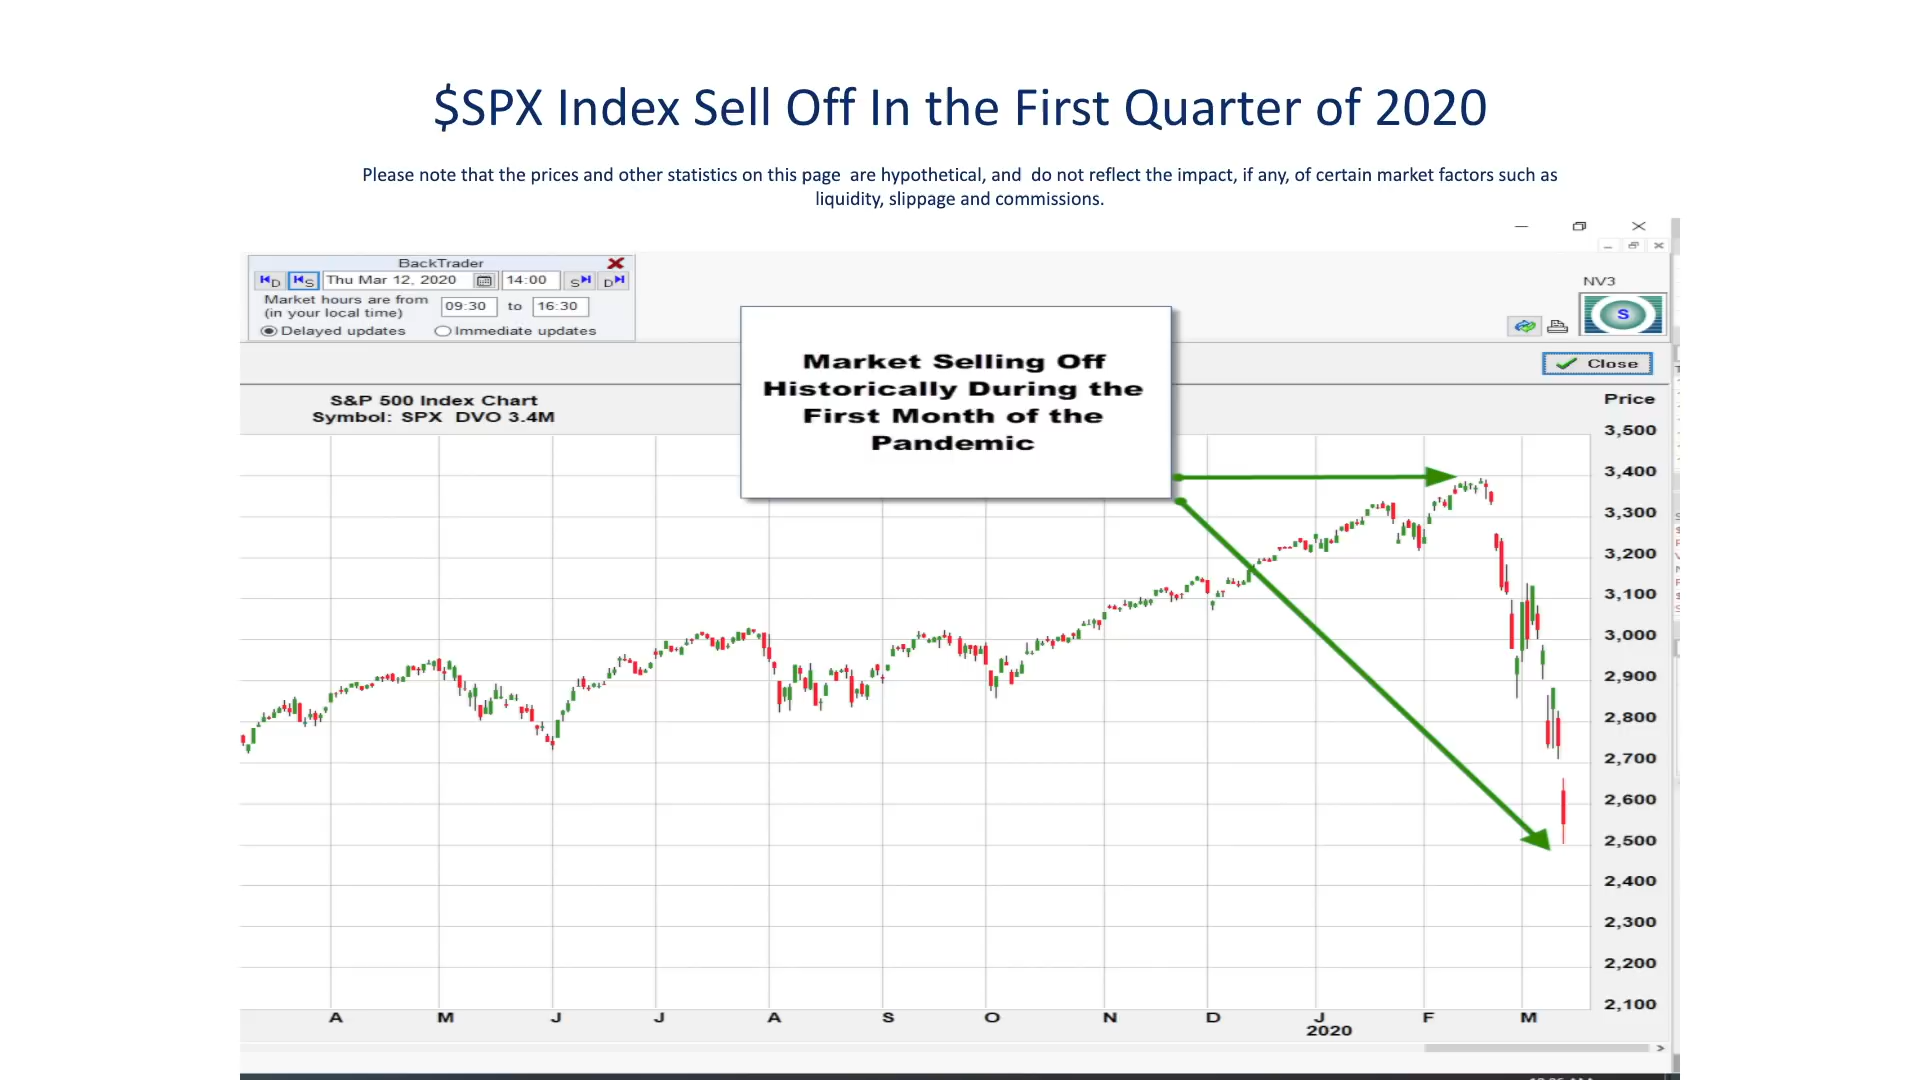 $SPX Index Sell Off In the First Quarter of 2020
Please note that the prices and other statistics on this page are hypothetical, and do not reflect the impact, if any, of certain market factors such as
liquidity, slippage and commissions.
BackTrader
D S Thu Mar 12, 2020 14:00 S D
Market hours are from
(in your local time) 09:30 to 16:30
Delayed updates Immediate updates
NV3
S
Close
Market Selling Off
Historically During the
First Month of the
Pandemic
S&P 500 Index Chart
Symbol: SPX DVO 3.4M
Price
3,500
3,400
3,300
3,200
3,100
3,000
2,900
2,800
2,700
2,600
2,500
2,400
2,300
2,200
2,100
A M J J A S O N D J F M
2020